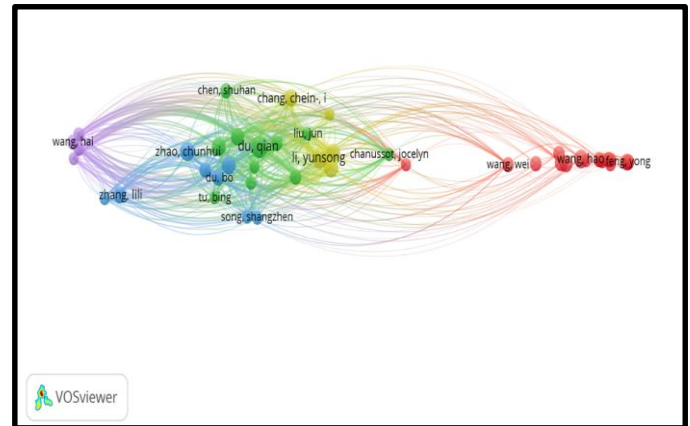 chen, shuhan
chang, chein-, i
wang, hai
liu, jun
zhao, chunhui
du, qian
li, yunsong
chanussot, jocelyn
wang, wei
wang, hao
feng, yong
du, bo
zhang, lili
tu, bing
song, shangzhen
VOSviewer